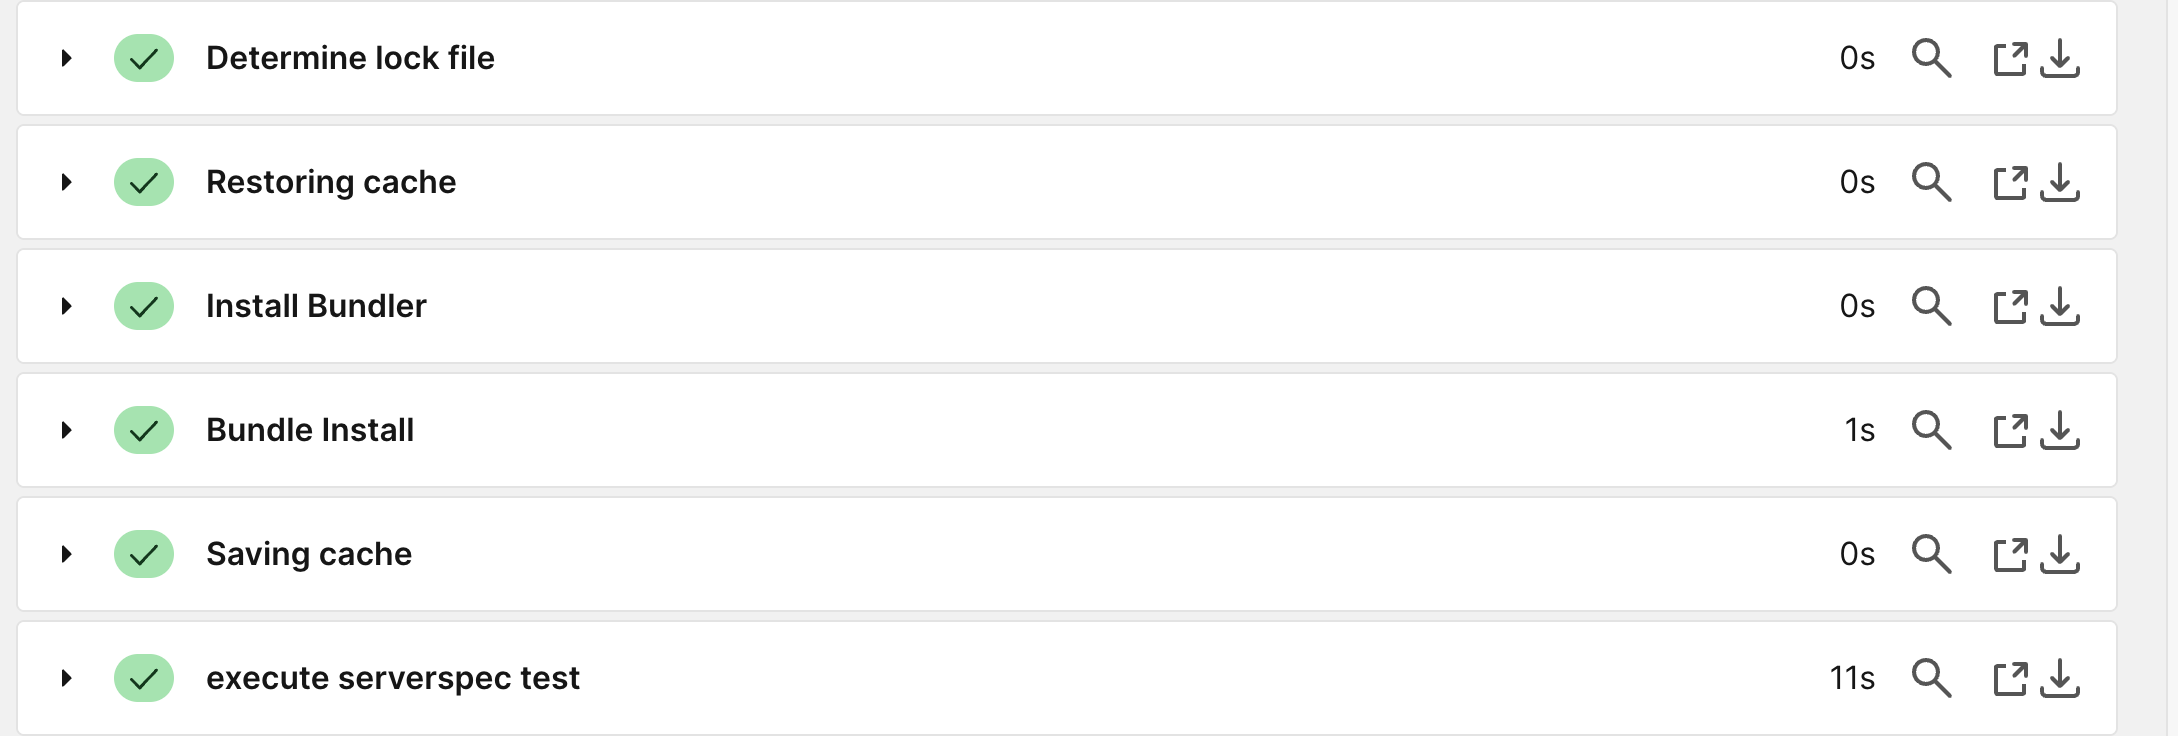 Determine lock file 0s
Restoring cache 0s
Install Bundler 0s
Bundle Install 1s
Saving cache 0s
execute serverspec test 11s